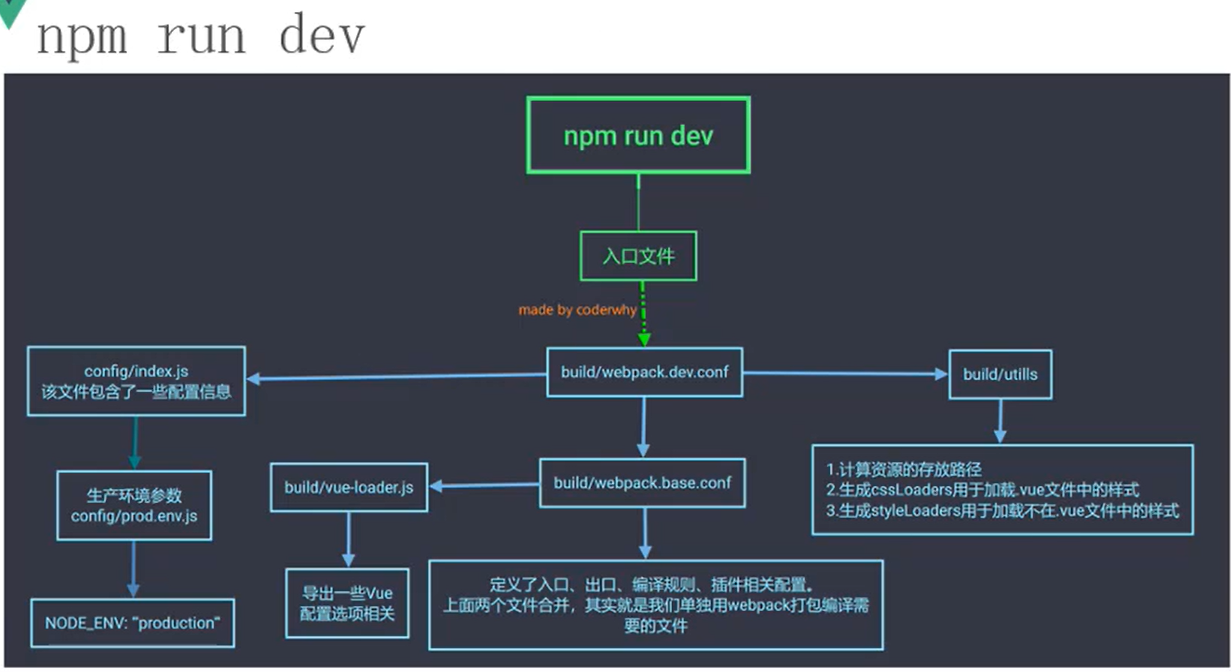 npm run dev
npm run dev
入口文件
made by coderwhy
config/index.js
该文件包含了一些配置信息
build/webpack.dev.conf
build/utills
生产环境参数
config/prod.env.js
build/vue-loader.js
build/webpack.base.conf
1.计算资源的存放路径
2.生成cssLoaders用于加载.vue文件中的样式
3.生成styleLoaders用于加载不在.vue文件中的样式
NODE_ENV: "production"
导出一些Vue
配置选项相关
定义了入口、出口、编译规则、插件相关配置。
上面两个文件合并，其实就是我们单独用webpack打包编译需
要的文件